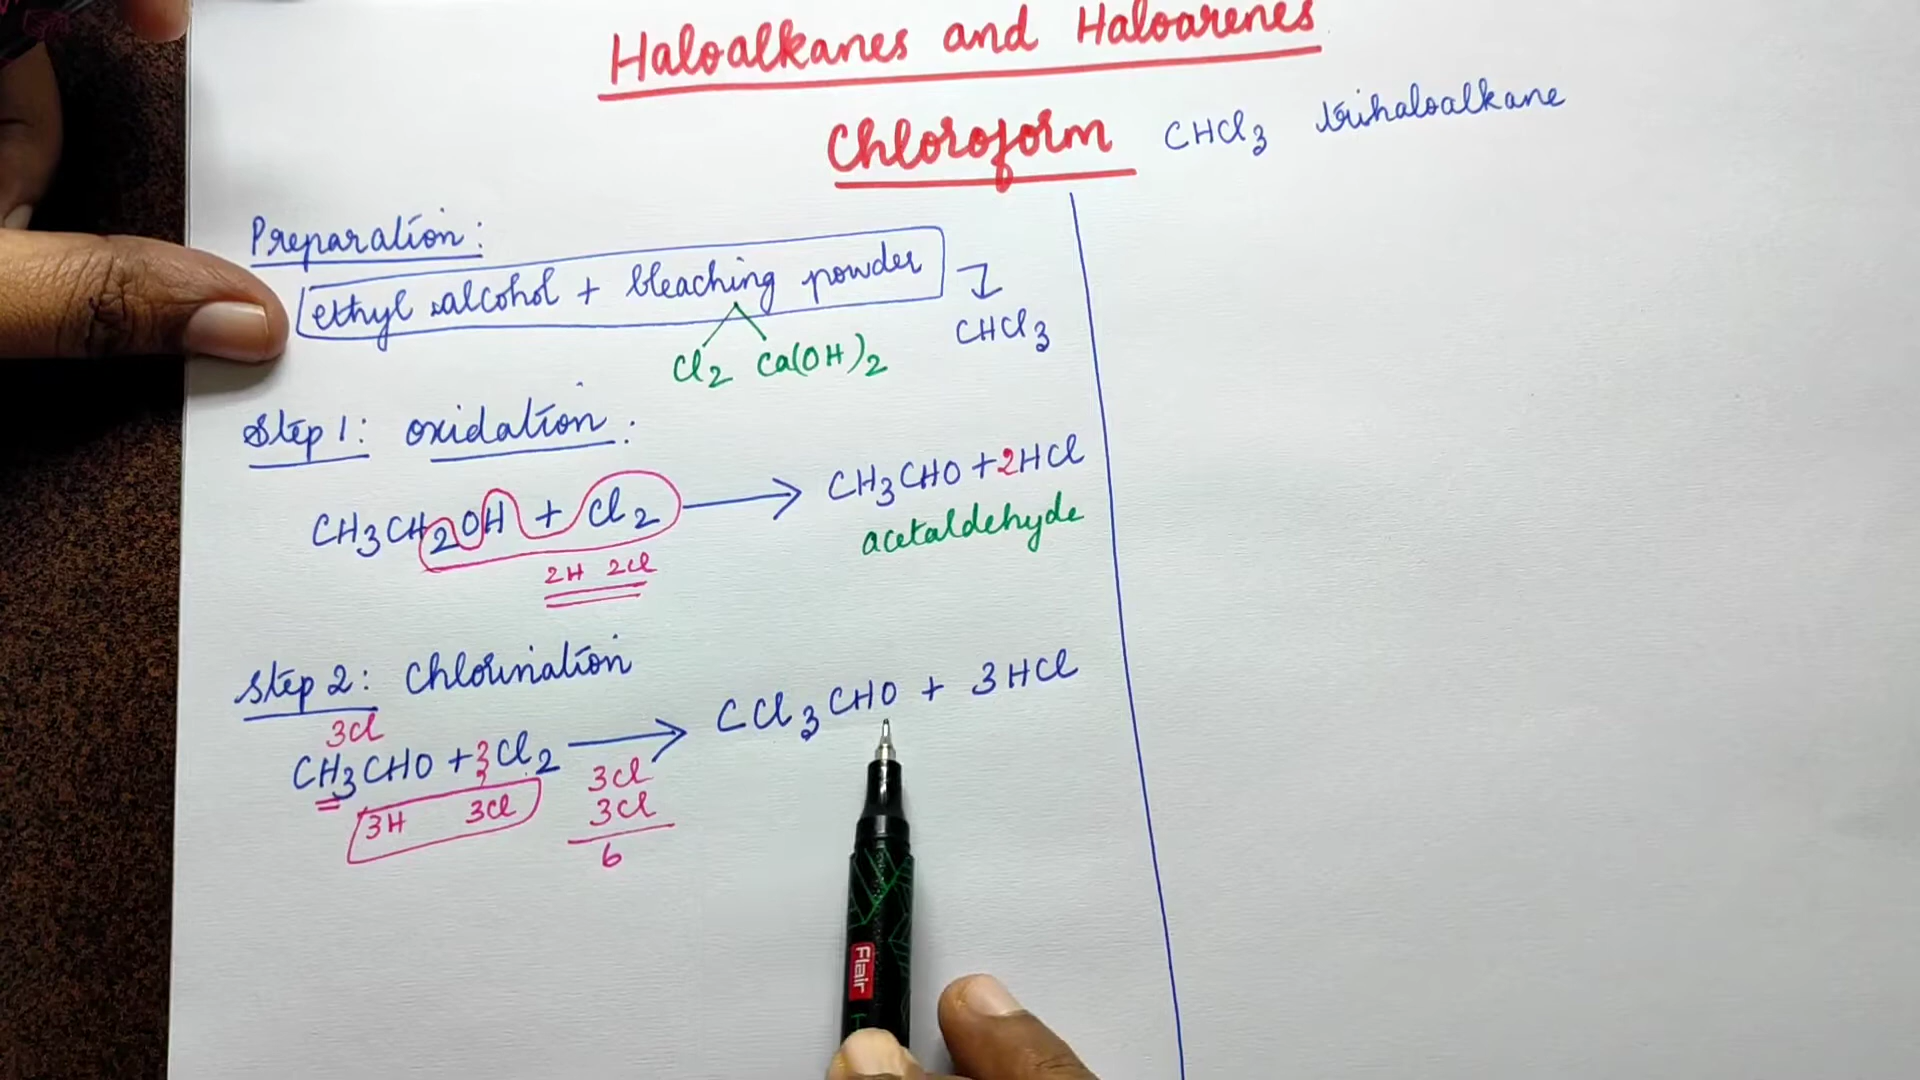 Haloalkanes and Haloarenes
Chloroform CHCl3 trihaloalkane
Preparation:
ethyl alcohol + bleaching powder
CHCl3
Cl2 Ca(OH)2
Step 1: oxidation:
CH3CH2OH + Cl2 → CH3CHO + 2HCl
acetaldehyde
2H 2Cl
Step 2: Chlorination
3Cl
CH3CHO + 3Cl2 → CCl3CHO + 3HCl
3H 3Cl
3Cl
3Cl
6
Flair